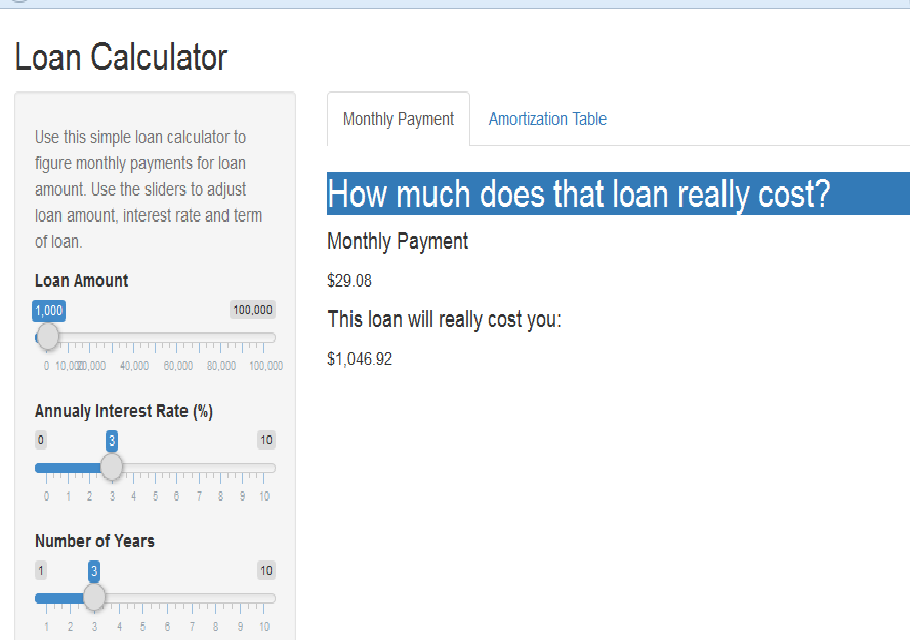 Loan Calculator
Use this simple loan calculator to
figure monthly payments for loan
amount. Use the sliders to adjust
loan amount, interest rate and term
of loan.
Loan Amount
1,000 100,000
0 10,000 20,000 40,000 60,000 80,000 100,000
Annualy Interest Rate (%)
0 3 10
0 1 2 3 4 5 6 7 8 9 10
Number of Years
1 3 10
1 2 3 4 5 6 7 8 9 10
Monthly Payment Amortization Table
How much does that loan really cost?
Monthly Payment
$29.08
This loan will really cost you:
$1,046.92